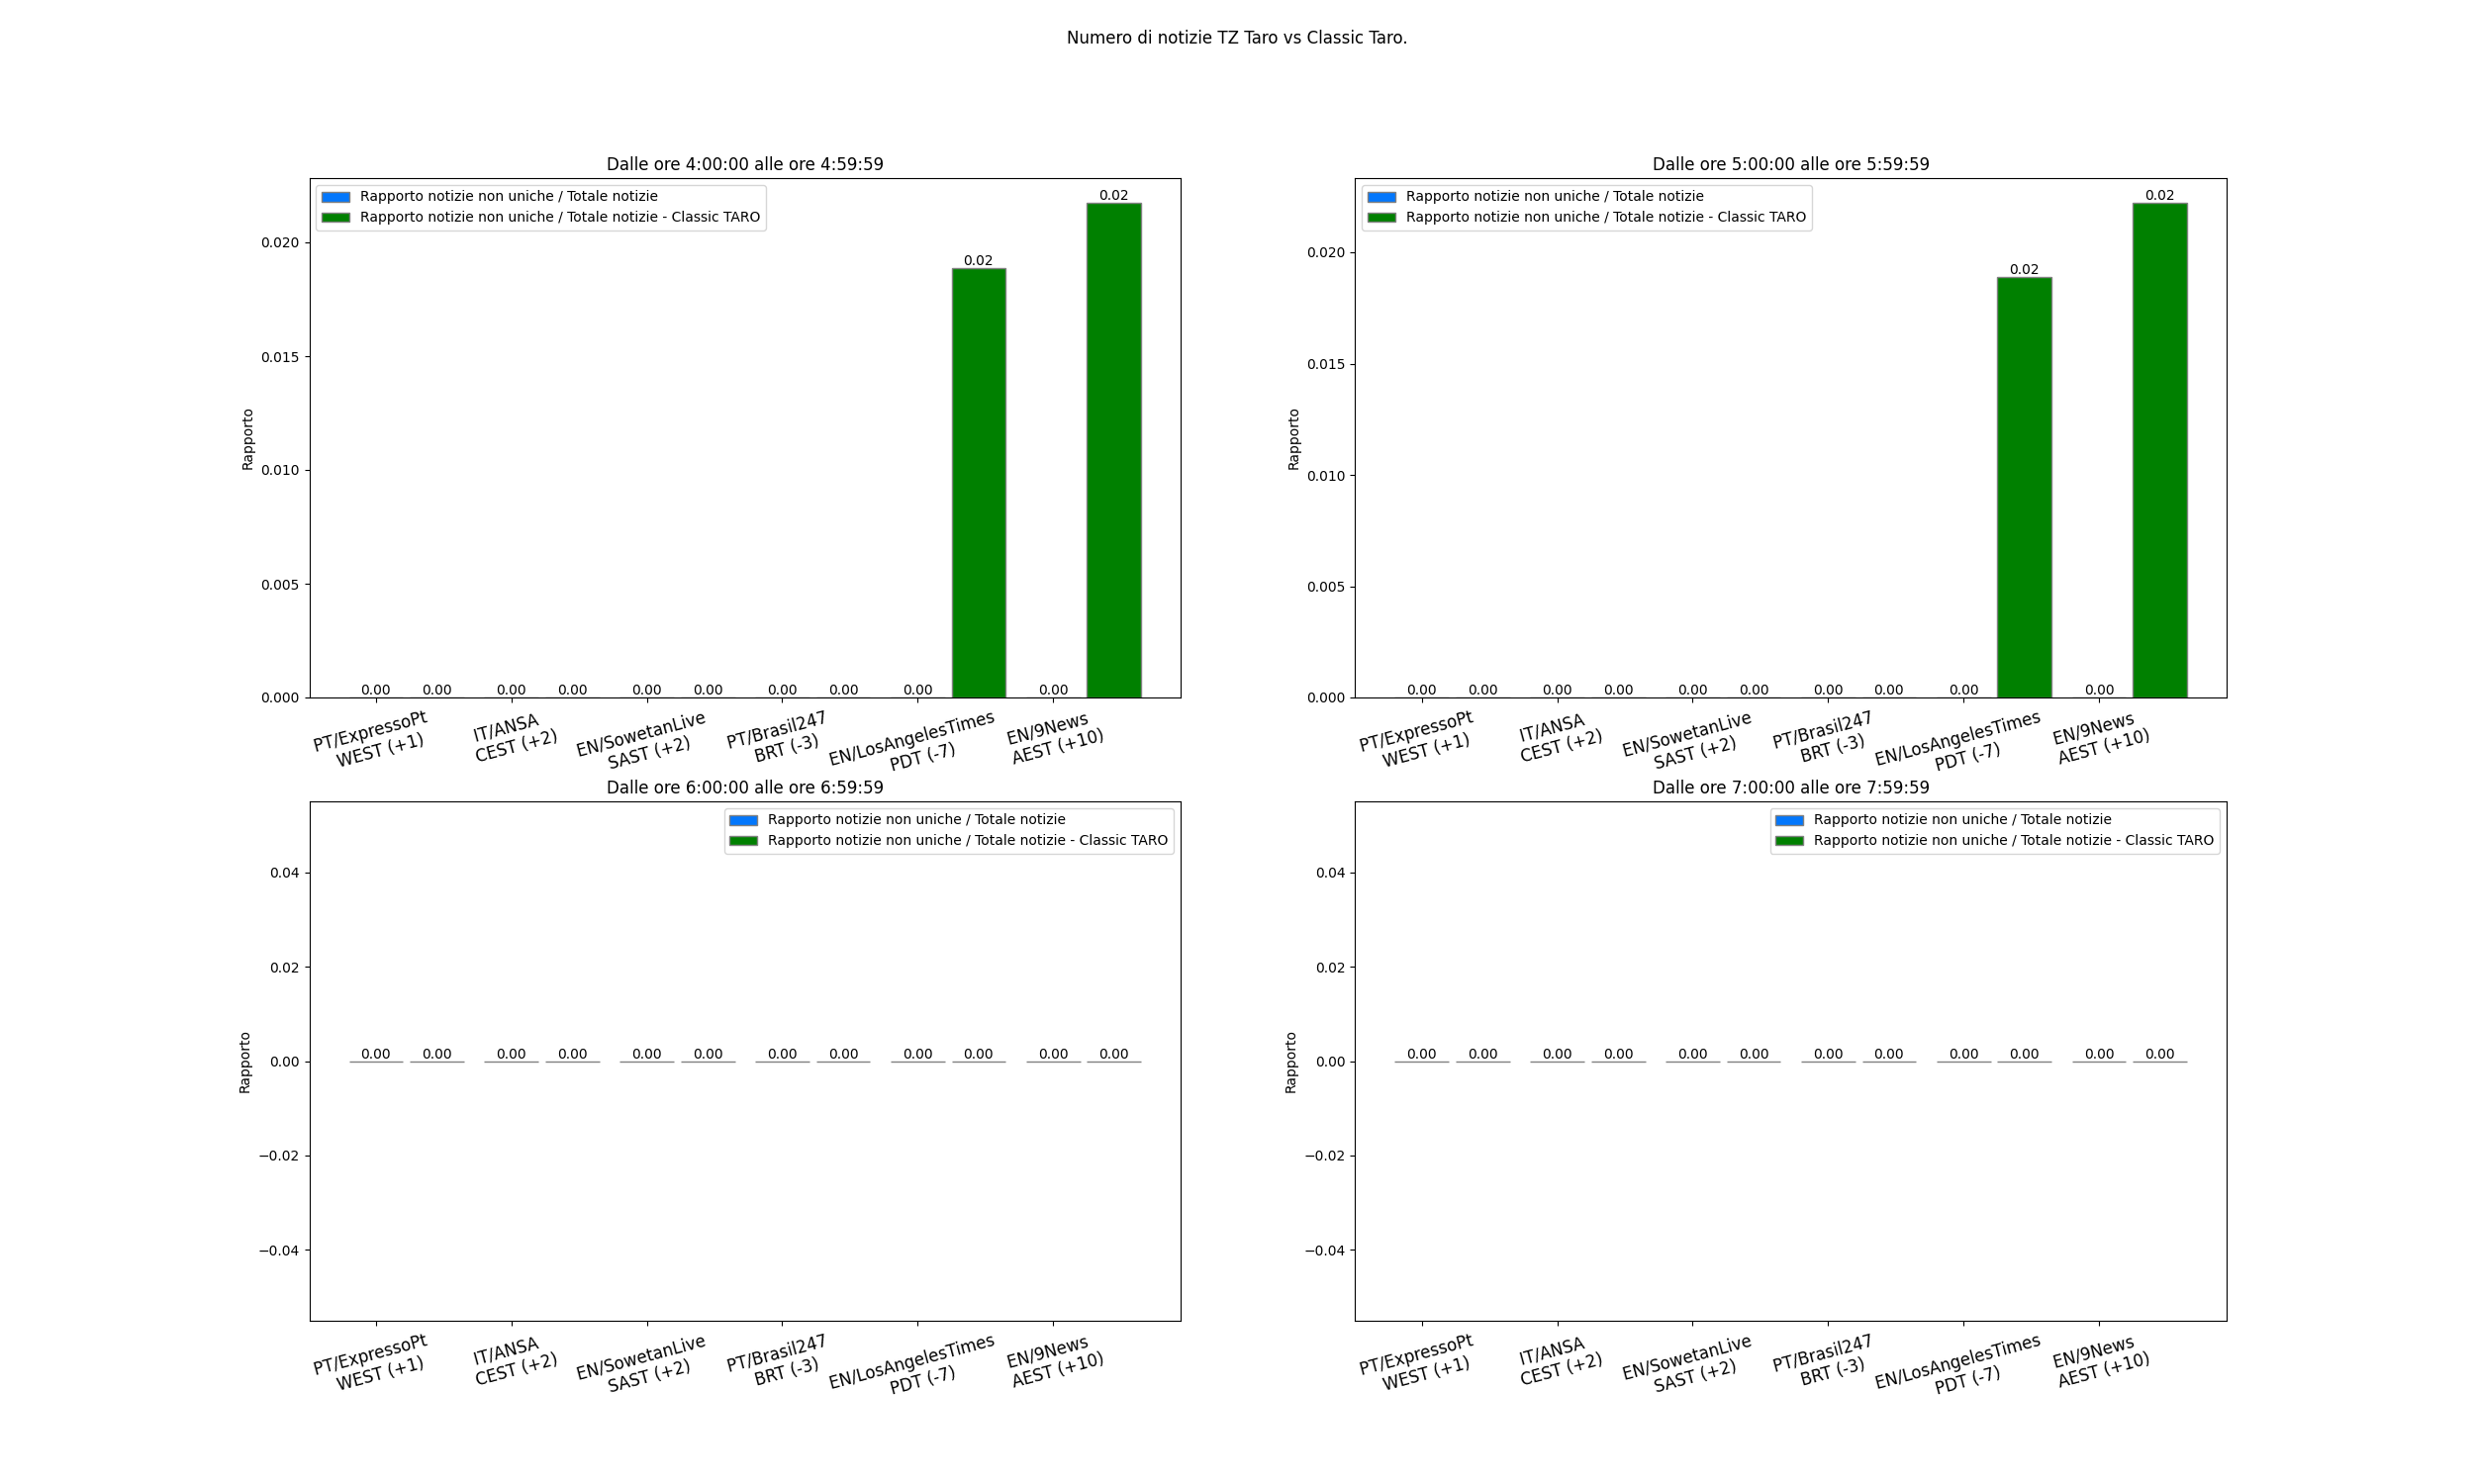 Numero di notizie TZ Taro vs Classic Taro.
Dalle ore 4:00:00 alle ore 4:59:59
Rapporto notizie non uniche / Totale notizie
Rapporto notizie non uniche / Totale notizie - Classic TARO
0.020
0.015
0.010
0.005
0.000
Rapporto
0.00 0.00 0.00 0.00 0.00 0.00 0.00 0.00 0.00 0.02 0.00 0.02
PT/ExpressoPt
WEST (+1)
IT/ANSA
CEST (+2)
EN/SowetanLive
SAST (+2)
PT/Brasil247
BRT (-3)
EN/LosAngelesTimes
PDT (-7)
EN/9News
AEST (+10)
Dalle ore 5:00:00 alle ore 5:59:59
Rapporto notizie non uniche / Totale notizie
Rapporto notizie non uniche / Totale notizie - Classic TARO
0.020
0.015
0.010
0.005
0.000
Rapporto
0.00 0.00 0.00 0.00 0.00 0.00 0.00 0.00 0.00 0.02 0.00 0.02
PT/ExpressoPt
WEST (+1)
IT/ANSA
CEST (+2)
EN/SowetanLive
SAST (+2)
PT/Brasil247
BRT (-3)
EN/LosAngelesTimes
PDT (-7)
EN/9News
AEST (+10)
Dalle ore 6:00:00 alle ore 6:59:59
Rapporto notizie non uniche / Totale notizie
Rapporto notizie non uniche / Totale notizie - Classic TARO
0.04
0.02
0.00
−0.02
−0.04
Rapporto
0.00 0.00 0.00 0.00 0.00 0.00 0.00 0.00 0.00 0.00 0.00 0.00
PT/ExpressoPt
WEST (+1)
IT/ANSA
CEST (+2)
EN/SowetanLive
SAST (+2)
PT/Brasil247
BRT (-3)
EN/LosAngelesTimes
PDT (-7)
EN/9News
AEST (+10)
Dalle ore 7:00:00 alle ore 7:59:59
Rapporto notizie non uniche / Totale notizie
Rapporto notizie non uniche / Totale notizie - Classic TARO
0.04
0.02
0.00
−0.02
−0.04
Rapporto
0.00 0.00 0.00 0.00 0.00 0.00 0.00 0.00 0.00 0.00 0.00 0.00
PT/ExpressoPt
WEST (+1)
IT/ANSA
CEST (+2)
EN/SowetanLive
SAST (+2)
PT/Brasil247
BRT (-3)
EN/LosAngelesTimes
PDT (-7)
EN/9News
AEST (+10)